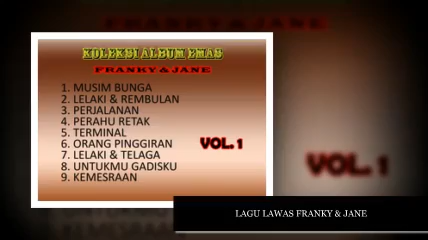 KOLEKSI ALBUM EMAS
FRANKY & JANE
1. MUSIM BUNGA
2. LELAKI & REMBULAN
3. PERJALANAN
4. PERAHU RETAK
5. TERMINAL
6. ORANG PINGGIRAN
7. LELAKI & TELAGA
8. UNTUKMU GADISKU
9. KEMESRAAN
VOL. 1
VOL. 1
LAGU LAWAS FRANKY & JANE